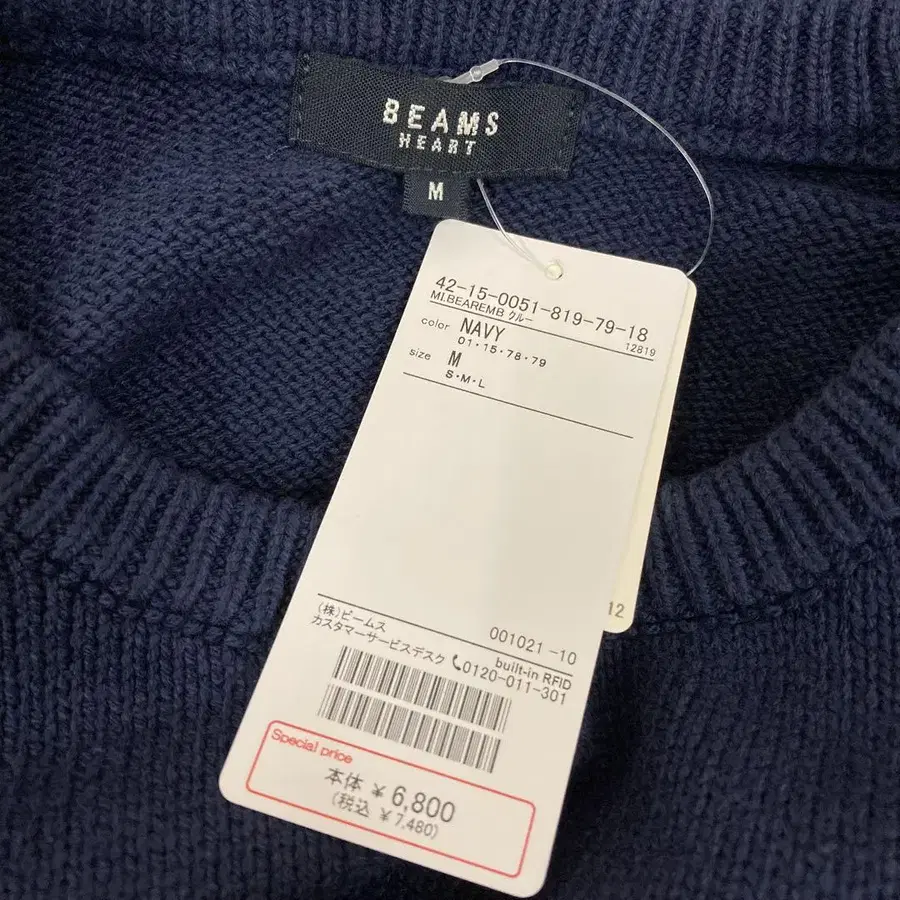 BEAMS
HEART
M
42-15-0051-819-79-18
MI.BEAREMB クルー
12819
color NAVY
01・15・78・79
size M
S・M・L
(株)ビームス
001021-10
カスタマーサービスデスク
built-in RFID
0120-011-301
12
Special price
本体 ¥6,800
(税込 ¥7,480)